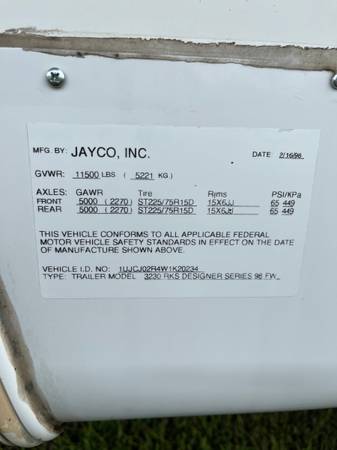 MFG. BY: JAYCO, INC. DATE 2/16/98
GVWR: 11500 LBS ( 5221 KG.)
AXLES: GAWR Tire Rims PSI/KPa
FRONT 5000 ( 2270) ST225/75R15D 15X6JJ 65 449
REAR 5000 ( 2270) ST225/75R15D 15X6JJ 65 449
THIS VEHICLE CONFORMS TO ALL APPLICABLE FEDERAL
MOTOR VEHICLE SAFETY STANDARDS IN EFFECT ON THE DATE
OF MANUFACTURE SHOWN ABOVE.
VEHICLE I.D. NO: 1UJCJ02R4W1K20234
TYPE: TRAILER MODEL 3230 RKS DESIGNER SERIES 98 FW